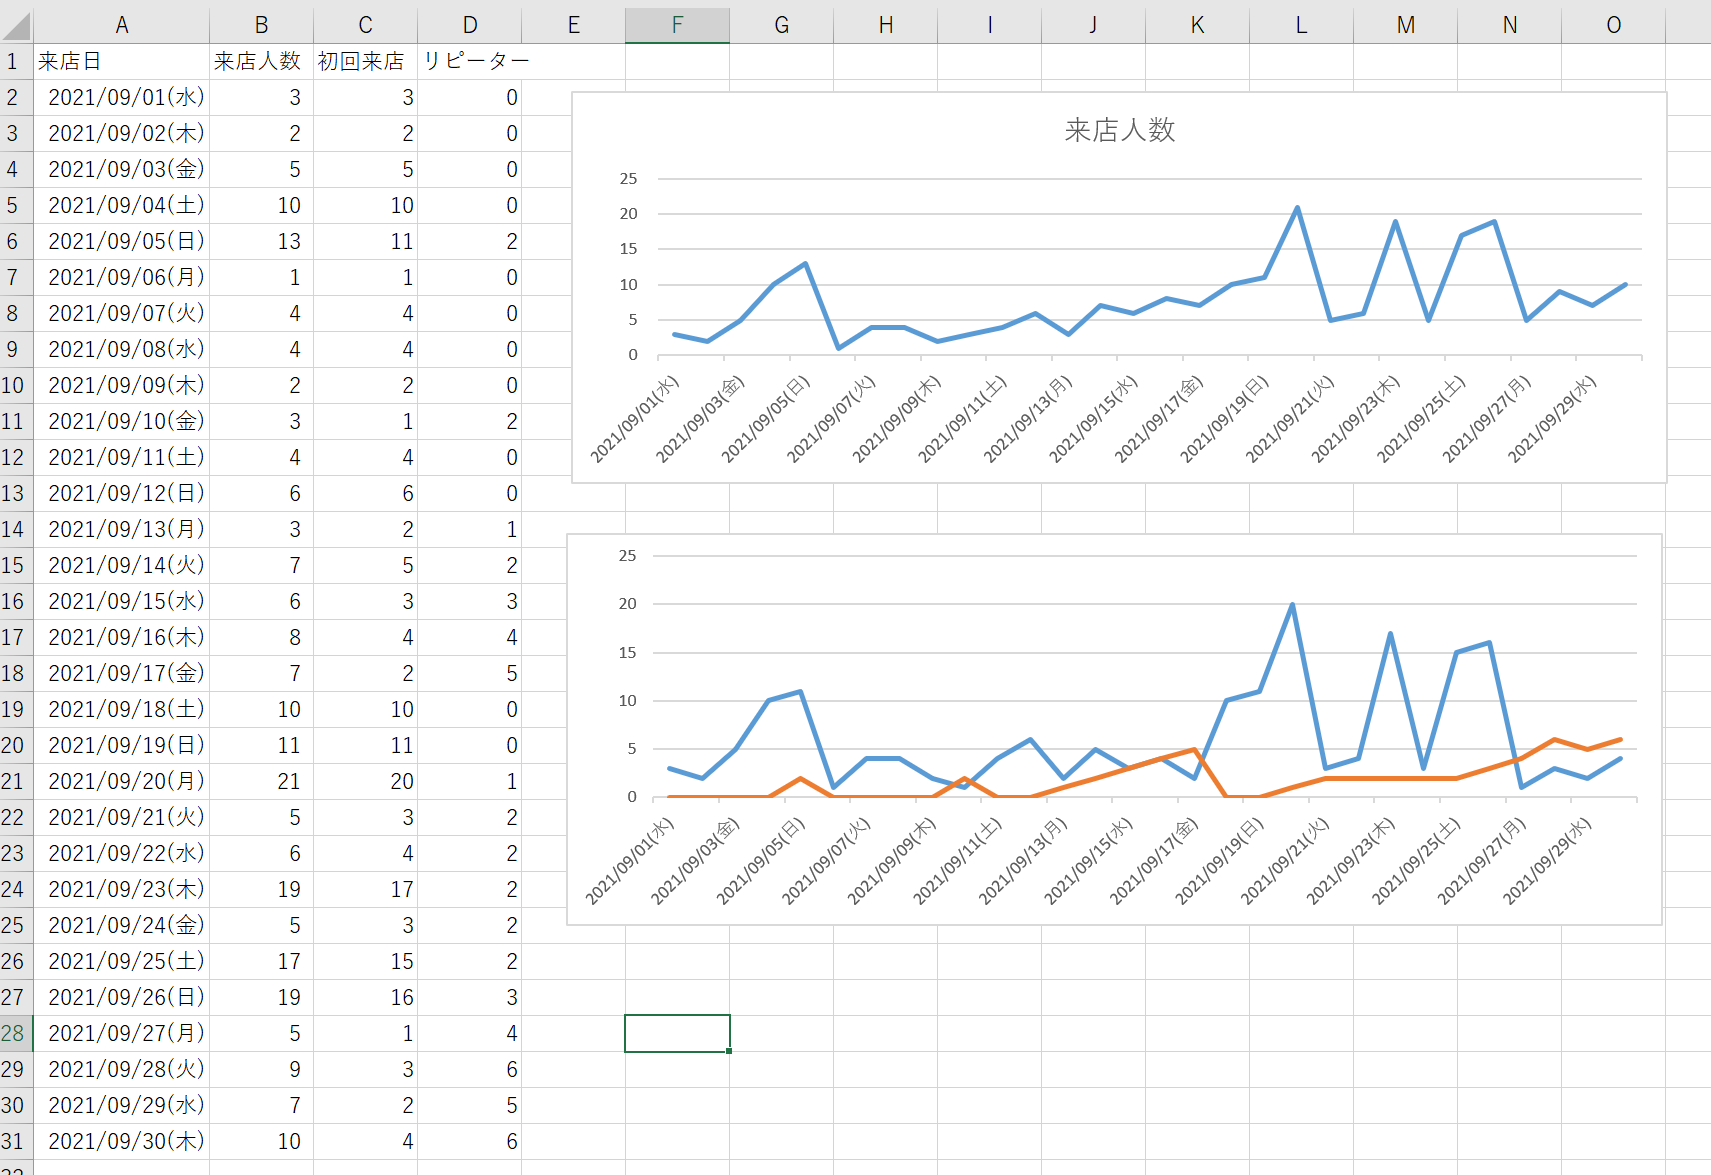 A B C D E F G H I J K L M N O
1 来店日 来店人数 初回来店 リピーター
2 2021/09/01(水) 3 3 0
3 2021/09/02(木) 2 2 0
4 2021/09/03(金) 5 5 0
5 2021/09/04(土) 10 10 0
6 2021/09/05(日) 13 11 2
7 2021/09/06(月) 1 1 0
8 2021/09/07(火) 4 4 0
9 2021/09/08(水) 4 4 0
10 2021/09/09(木) 2 2 0
11 2021/09/10(金) 3 1 2
12 2021/09/11(土) 4 4 0
13 2021/09/12(日) 6 6 0
14 2021/09/13(月) 3 2 1
15 2021/09/14(火) 7 5 2
16 2021/09/15(水) 6 3 3
17 2021/09/16(木) 8 4 4
18 2021/09/17(金) 7 2 5
19 2021/09/18(土) 10 10 0
20 2021/09/19(日) 11 11 0
21 2021/09/20(月) 21 20 1
22 2021/09/21(火) 5 3 2
23 2021/09/22(水) 6 4 2
24 2021/09/23(木) 19 17 2
25 2021/09/24(金) 5 3 2
26 2021/09/25(土) 17 15 2
27 2021/09/26(日) 19 16 3
28 2021/09/27(月) 5 1 4
29 2021/09/28(火) 9 3 6
30 2021/09/29(水) 7 2 5
31 2021/09/30(木) 10 4 6
来店人数
25
20
15
10
5
0
2021/09/01(水) 2021/09/03(金) 2021/09/05(日) 2021/09/07(火) 2021/09/09(木) 2021/09/11(土) 2021/09/13(月) 2021/09/15(水) 2021/09/17(金) 2021/09/19(日) 2021/09/21(火) 2021/09/23(木) 2021/09/25(土) 2021/09/27(月) 2021/09/29(水)
25
20
15
10
5
0
2021/09/01(水) 2021/09/03(金) 2021/09/05(日) 2021/09/07(火) 2021/09/09(木) 2021/09/11(土) 2021/09/13(月) 2021/09/15(水) 2021/09/17(金) 2021/09/19(日) 2021/09/21(火) 2021/09/23(木) 2021/09/25(土) 2021/09/27(月) 2021/09/29(水)